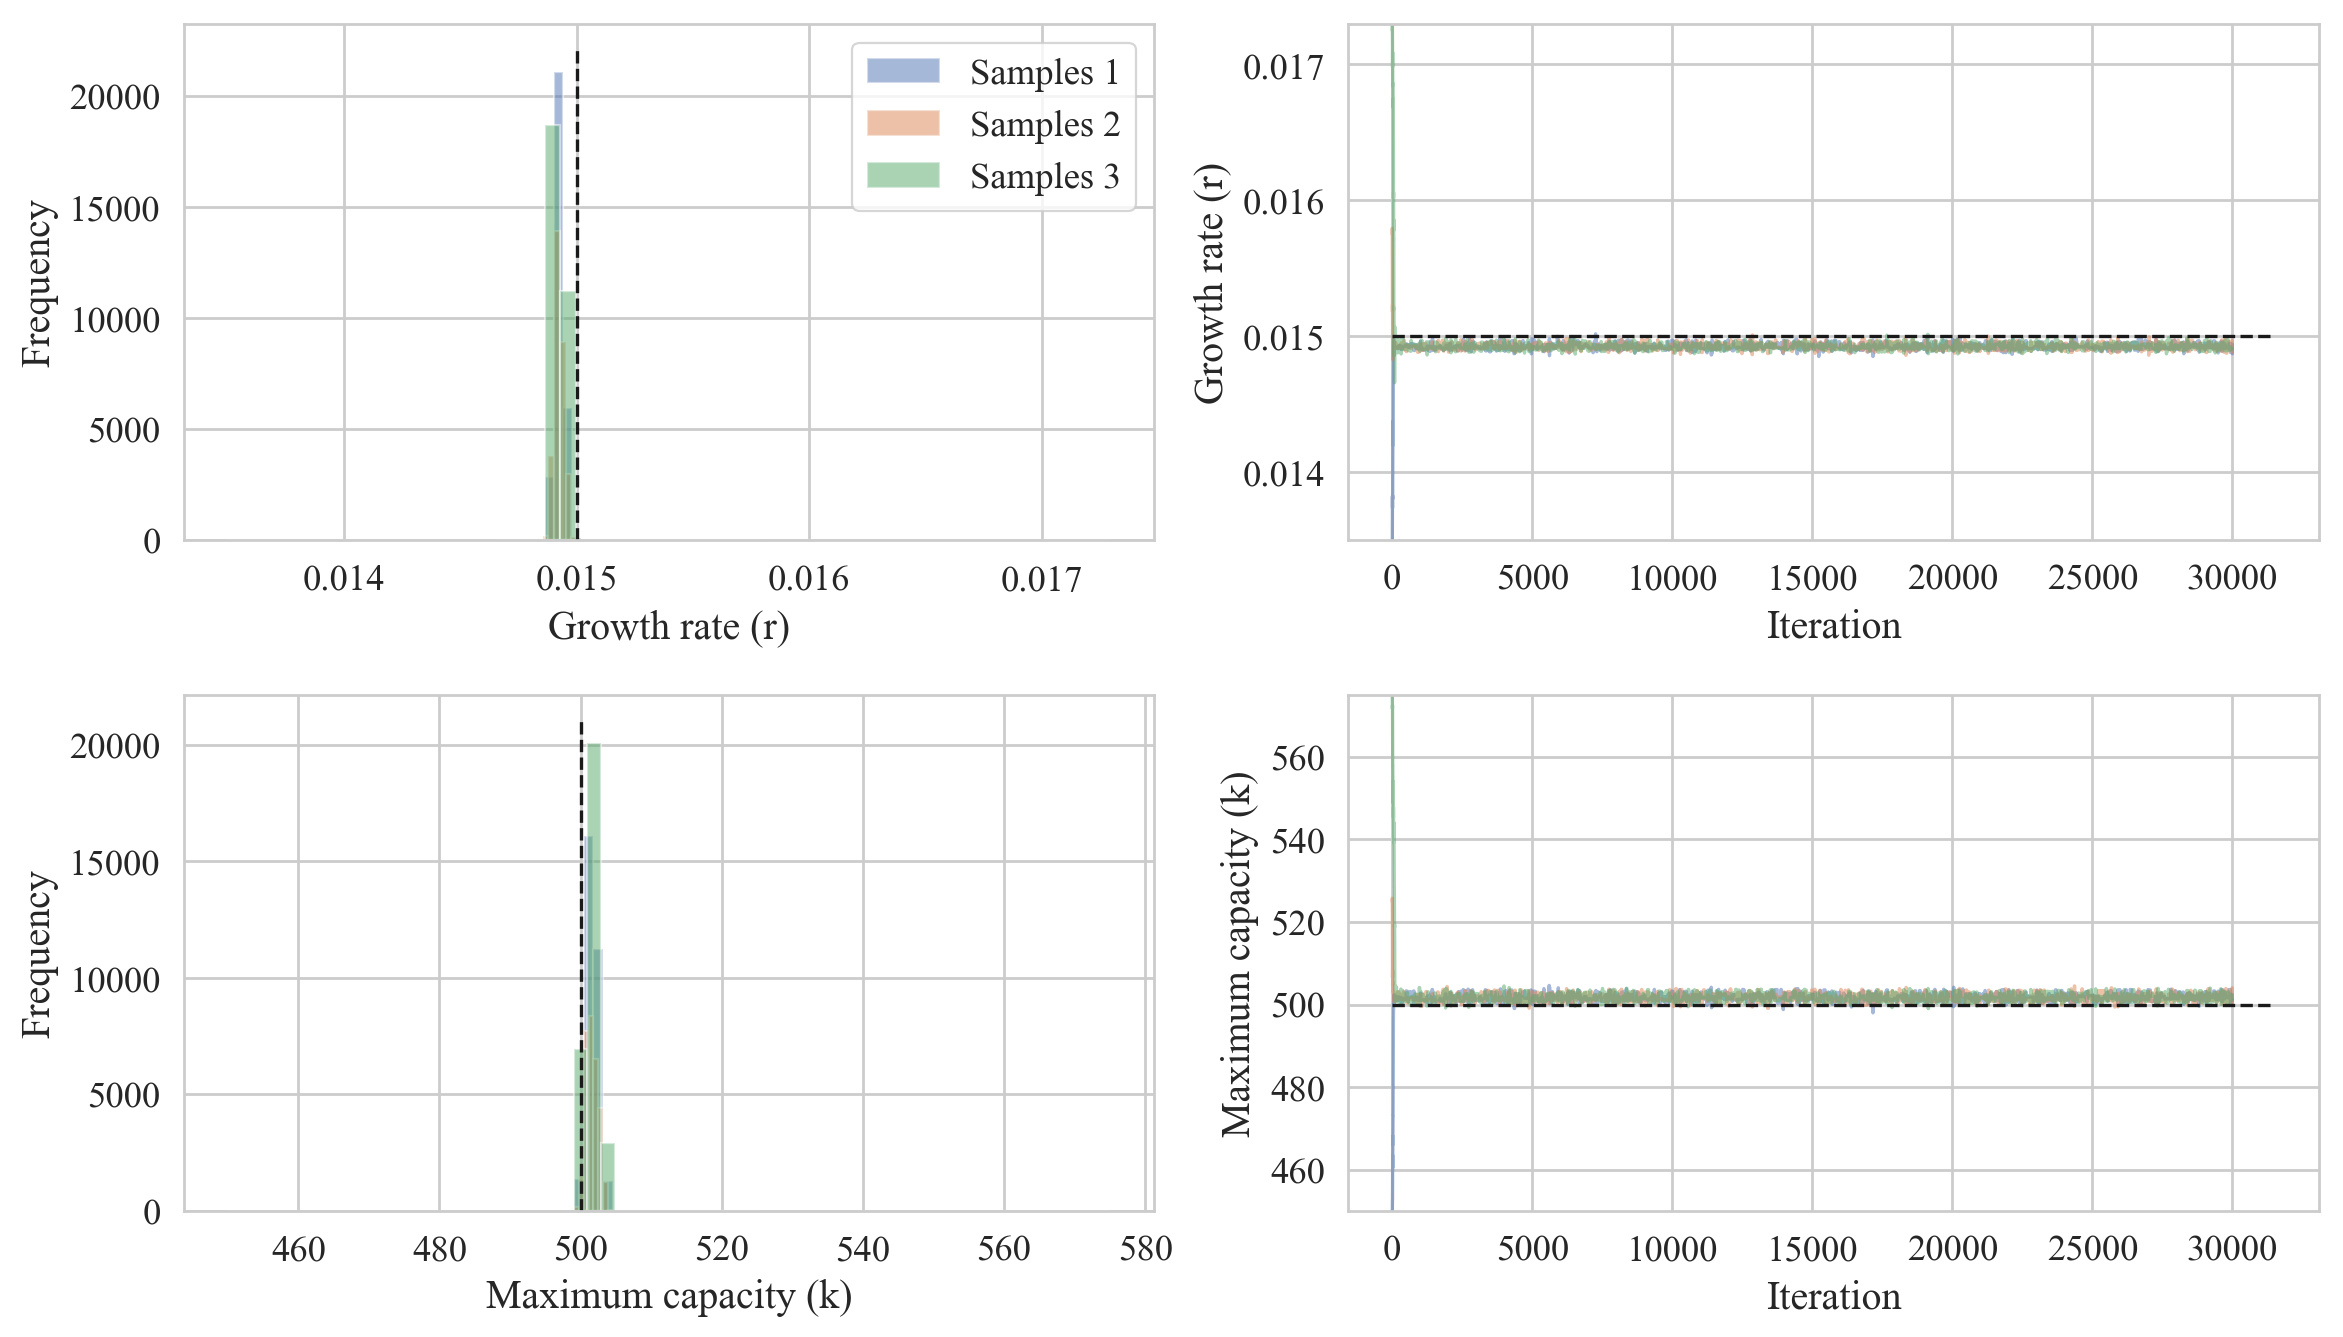 Samples 1
Samples 2
Samples 3
20000
15000
10000
5000
0
Frequency
0.014 0.015 0.016 0.017
Growth rate (r)
0.017
0.016
0.015
0.014
Growth rate (r)
0 5000 10000 15000 20000 25000 30000
Iteration
20000
15000
10000
5000
0
Frequency
460 480 500 520 540 560 580
Maximum capacity (k)
560
540
520
500
480
460
Maximum capacity (k)
0 5000 10000 15000 20000 25000 30000
Iteration